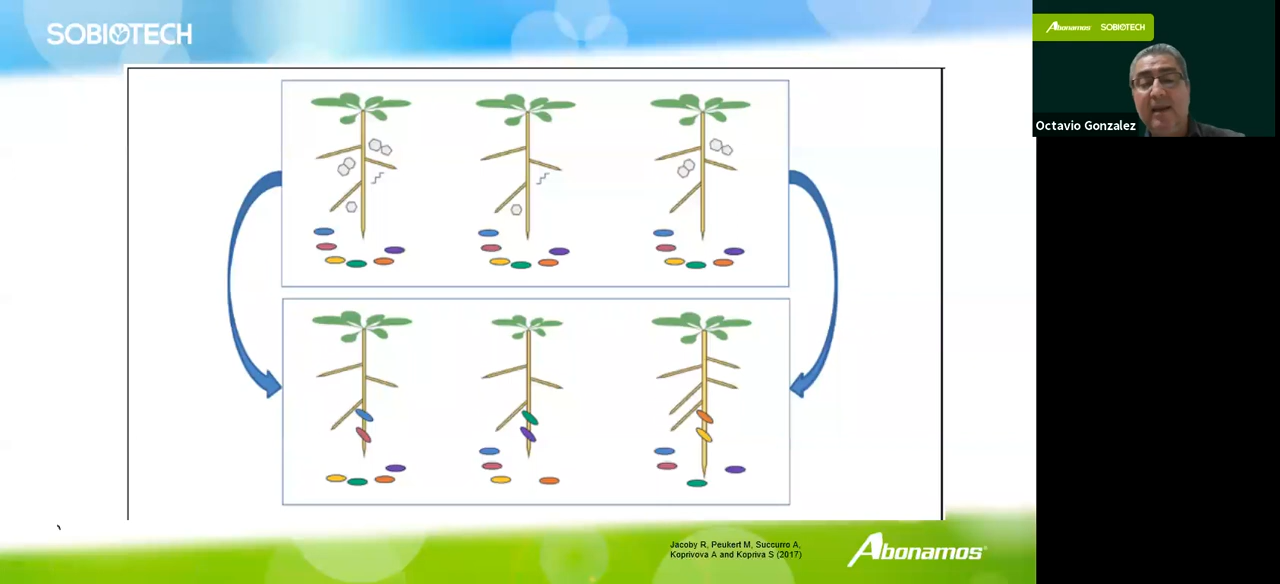 SOBIOTECH
Abonamos SOBIOTECH
Octavio Gonzalez
Jacoby R, Peukert M, Succurro A,
Koprivova A and Kopriva S (2017)
Abonamos